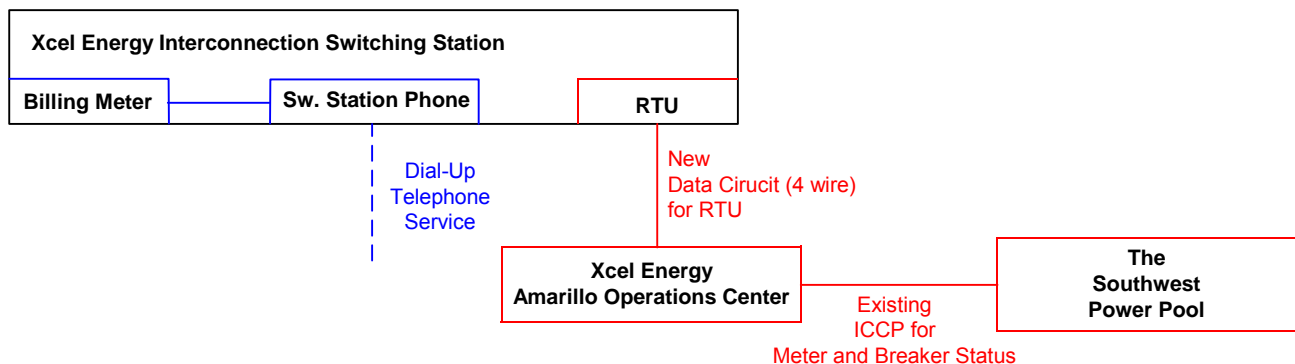 Xcel Energy Interconnection Switching Station
Billing Meter
Sw. Station Phone
RTU
Dial-Up
Telephone
Service
New
Data Cirucit (4 wire)
for RTU
Xcel Energy
Amarillo Operations Center
Existing
ICCP for
Meter and Breaker Status
The
Southwest
Power Pool